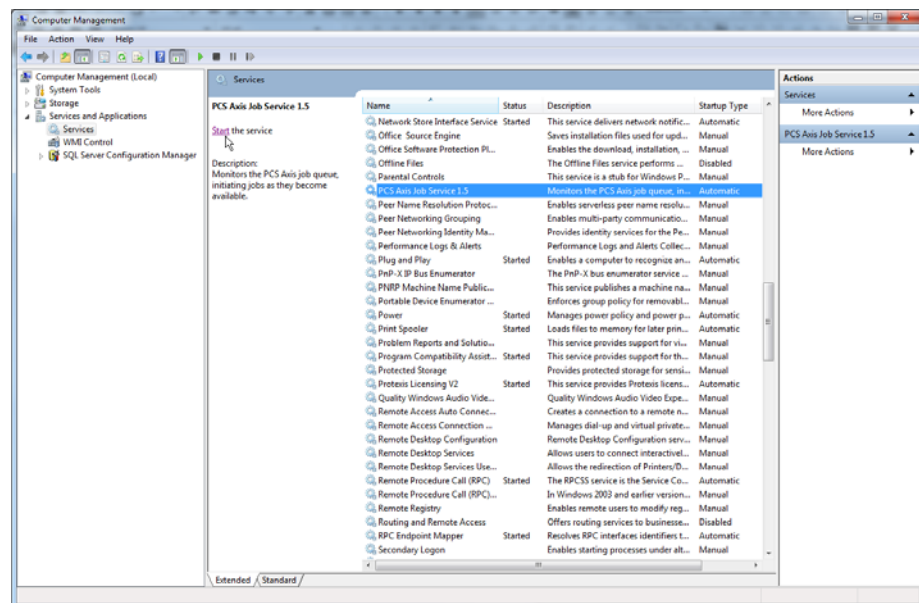 Computer Management
File Action View Help
Computer Management (Local)
System Tools
Storage
Services and Applications
Services
WMI Control
SQL Server Configuration Manager
Services
PCS Axis Job Service 1.5
Start the service
Description:
Monitors the PCS Axis job queue,
initiating jobs as they become
available.
Name Status Description Startup Type
Network Store Interface Service Started This service delivers network notific... Automatic
Office Source Engine Saves installation files used for upd... Manual
Office Software Protection Pl... Enables the download, installation, ... Manual
Offline Files The Offline Files service performs ... Disabled
Parental Controls This service is a stub for Windows P... Manual
PCS Axis Job Service 1.5 Monitors the PCS Axis job queue, in... Automatic
Peer Name Resolution Protoc... Enables serverless peer name resolu... Manual
Peer Networking Grouping Enables multi-party communicatio... Manual
Peer Networking Identity Ma... Provides identity services for the Pe... Manual
Performance Logs & Alerts Performance Logs and Alerts Collec... Manual
Plug and Play Started Enables a computer to recognize an... Automatic
PnP-X IP Bus Enumerator The PnP-X bus enumerator service ... Manual
PNRP Machine Name Public... This service publishes a machine na... Manual
Portable Device Enumerator ... Enforces group policy for removabl... Manual
Power Started Manages power policy and power p... Automatic
Print Spooler Started Loads files to memory for later prin... Automatic
Problem Reports and Solutio... This service provides support for vi... Manual
Program Compatibility Assist... Started This service provides support for th... Manual
Protected Storage Provides protected storage for sensi... Manual
Protexis Licensing V2 Started This service provides Protexis licens... Automatic
Quality Windows Audio Vide... Quality Windows Audio Video Expe... Manual
Remote Access Auto Connec... Creates a connection to a remote n... Manual
Remote Access Connection ... Manages dial-up and virtual private... Manual
Remote Desktop Configuration Remote Desktop Configuration serv... Manual
Remote Desktop Services Allows users to connect interactivel... Manual
Remote Desktop Services Use... Allows the redirection of Printers/D... Manual
Remote Procedure Call (RPC) Started The RPCSS service is the Service Co... Automatic
Remote Procedure Call (RPC)... In Windows 2003 and earlier version... Manual
Remote Registry Enables remote users to modify reg... Manual
Routing and Remote Access Offers routing services to businesse... Disabled
RPC Endpoint Mapper Started Resolves RPC interfaces identifiers t... Automatic
Secondary Logon Enables starting processes under alt... Manual
Extended Standard
Actions
Services
More Actions
PCS Axis Job Service 1.5
More Actions